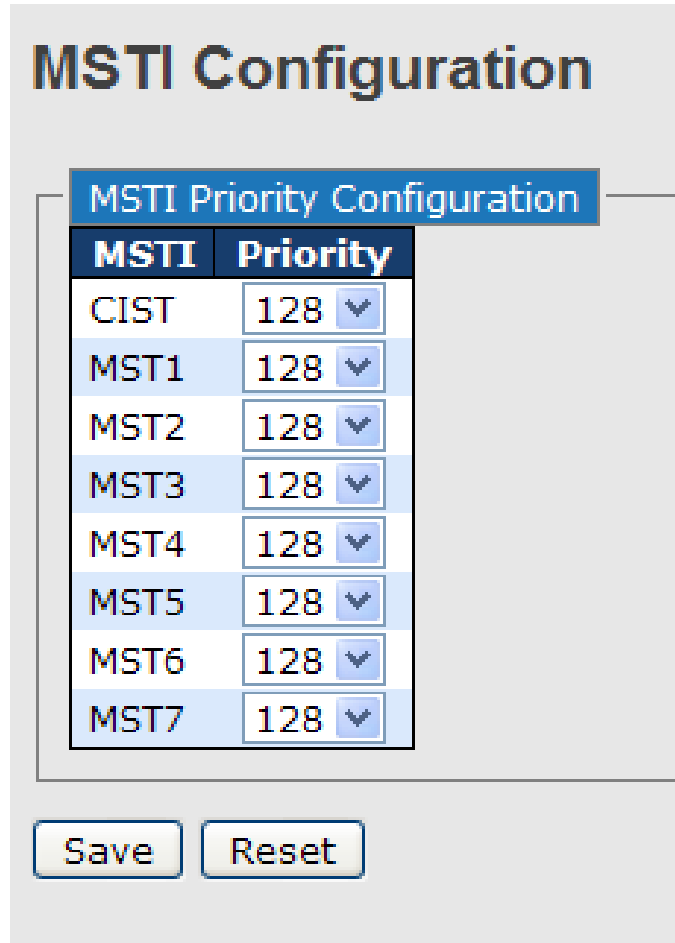 MSTI Configuration
MSTI Priority Configuration
MSTI Priority
CIST 128
MST1 128
MST2 128
MST3 128
MST4 128
MST5 128
MST6 128
MST7 128
Save Reset